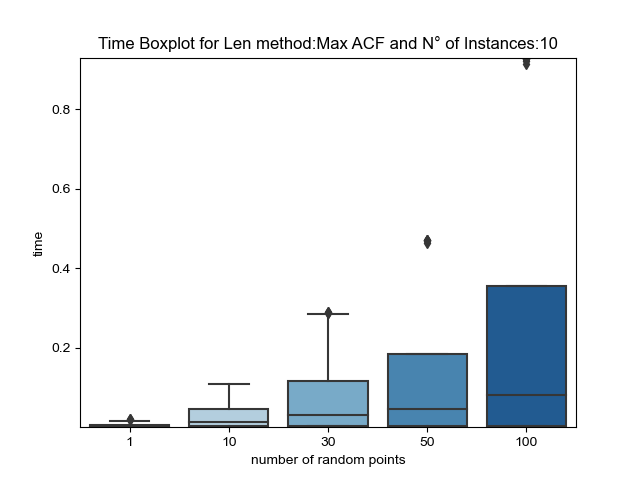 Time Boxplot for Len method:Max ACF and N° of Instances:10
0.8
0.6
0.4
0.2
time
1 10 30 50 100
number of random points